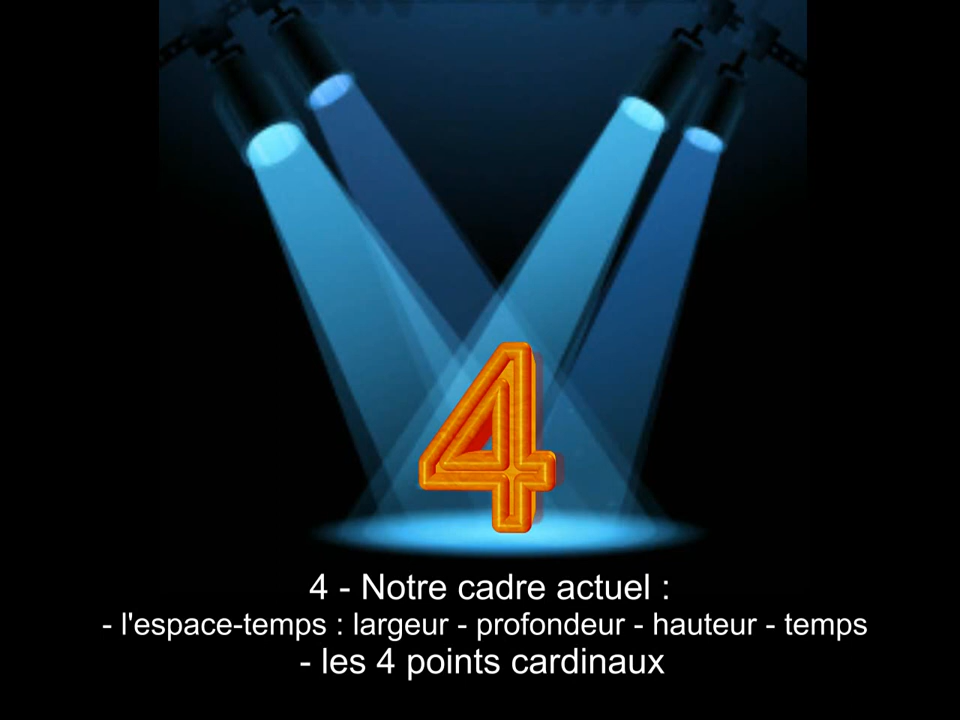 4
4 - Notre cadre actuel :
- l'espace-temps : largeur - profondeur - hauteur - temps
- les 4 points cardinaux